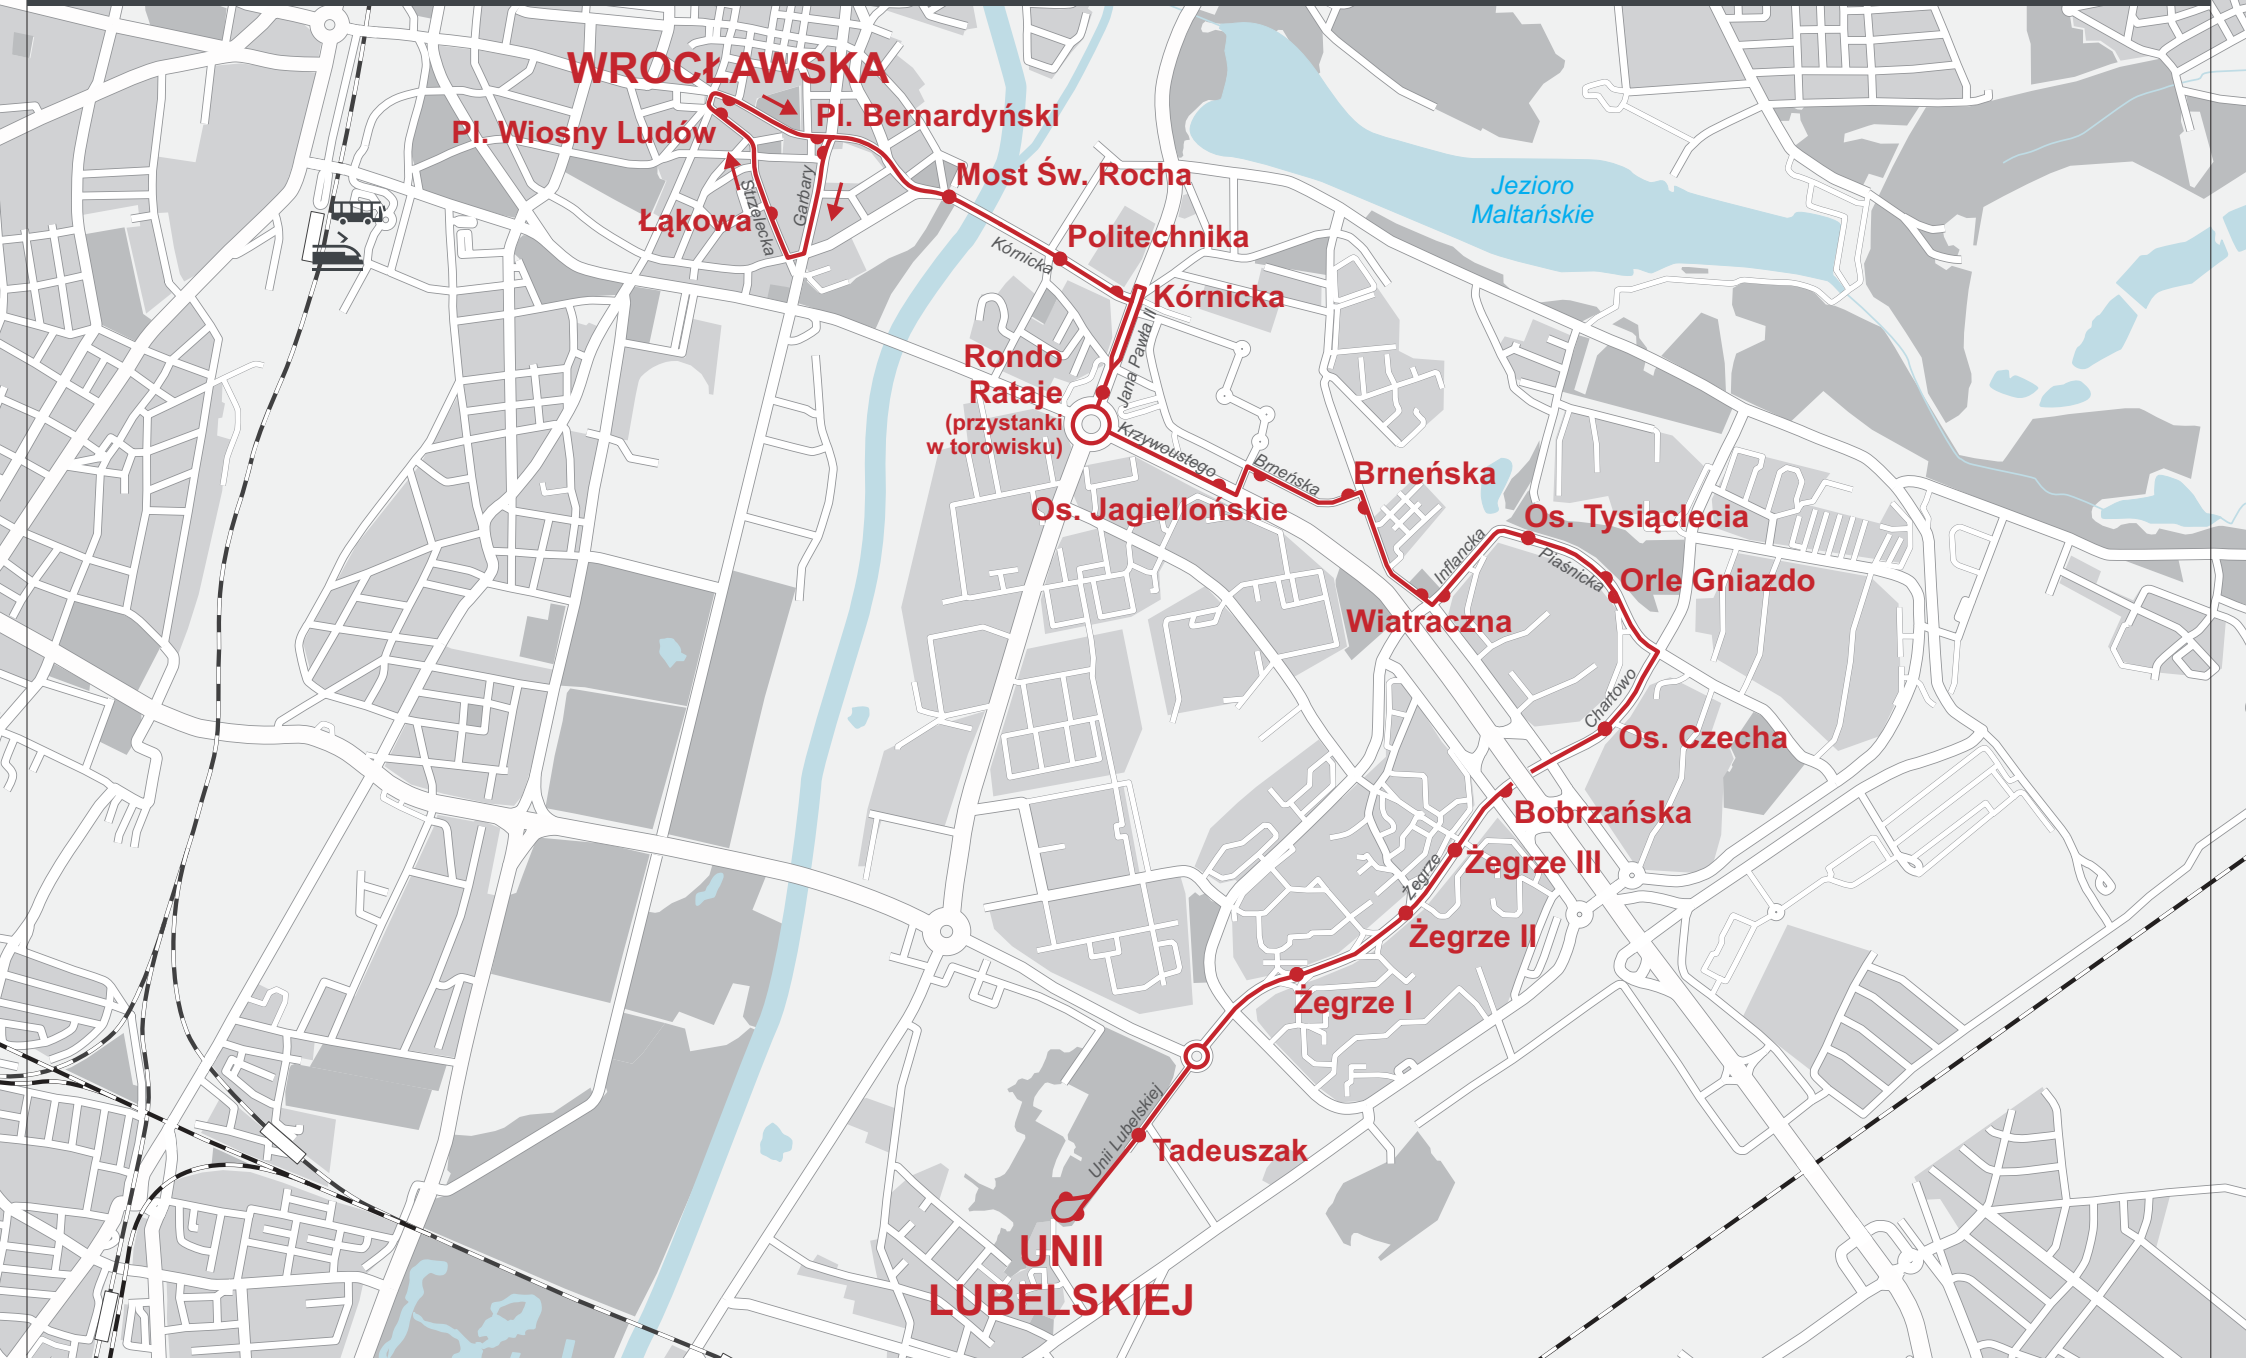 WROCŁAWSKA
Pl. Bernardyński
Pl. Wiosny Ludów
Most Św. Rocha
Jezioro
Maltańskie
Garbary
Strzelecka
Łąkowa
Politechnika
Kórnicka
Kórnicka
Jana Pawła II
Rondo
Rataje
(przystanki
w torowisku)
Krzywoustego
Brneńska
Brneńska
Os. Jagiellońskie
Os. Tysiąclecia
Inflancka
Piaśnicka
Orle Gniazdo
Wiatraczna
Chartowo
Os. Czecha
Bobrzańska
Żegrze III
Żegrze
Żegrze II
Żegrze I
Unii Lubelskiej
Tadeuszak
UNII
LUBELSKIEJ